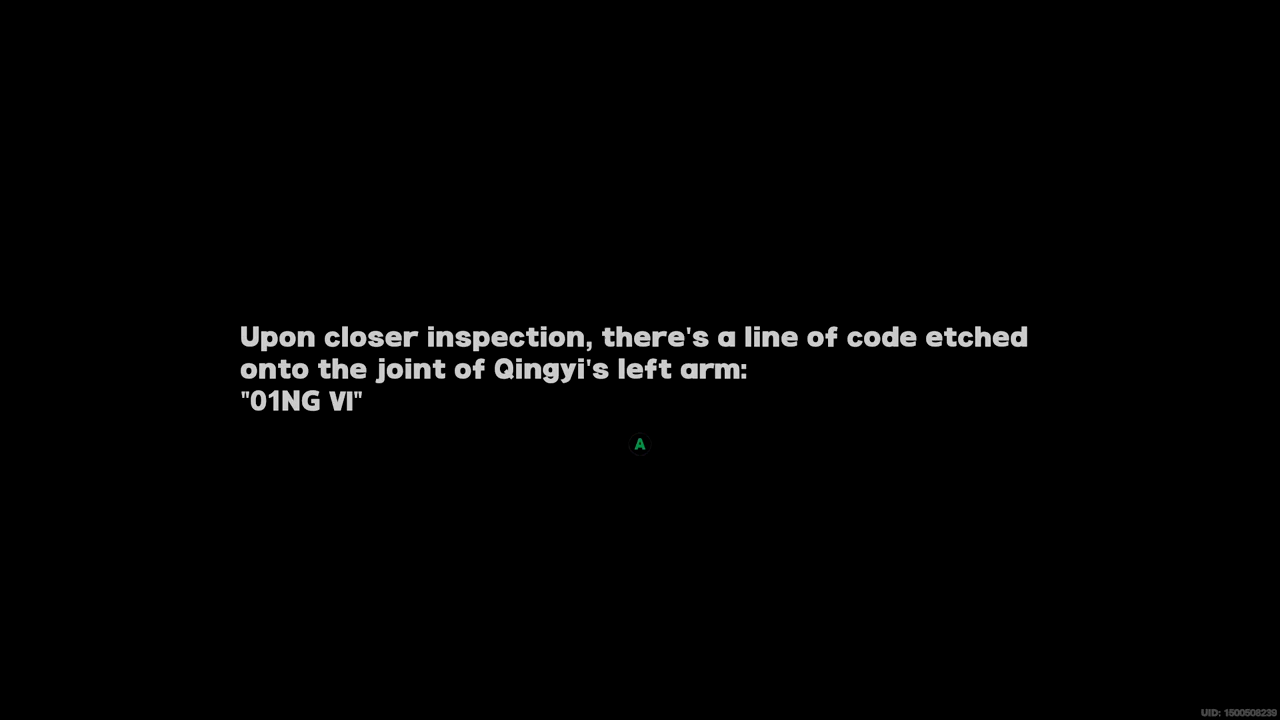 Upon closer inspection, there's a line of code etched
onto the joint of Qingyi's left arm:
"01NG VI"
A
UID: 1500508239